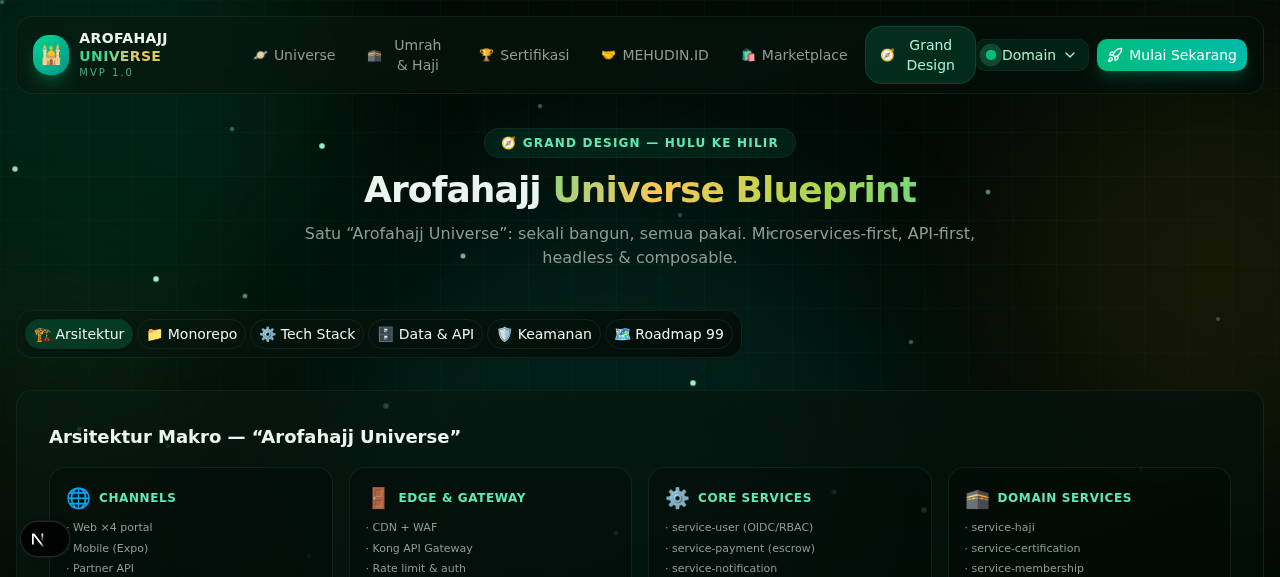 AROFAHAJJ
UNIVERSE
MVP 1.0
Universe
Umrah
& Haji
Sertifikasi
MEHUDIN.ID
Marketplace
Grand
Design
Domain
Mulai Sekarang
GRAND DESIGN — HULU KE HILIR
Arofahajj Universe Blueprint
Satu “Arofahajj Universe”: sekali bangun, semua pakai. Microservices-first, API-first,
headless & composable.
Arsitektur
Monorepo
Tech Stack
Data & API
Keamanan
Roadmap 99
Arsitektur Makro — “Arofahajj Universe”
CHANNELS
· Web ×4 portal
· Mobile (Expo)
· Partner API
EDGE & GATEWAY
· CDN + WAF
· Kong API Gateway
· Rate limit & auth
CORE SERVICES
· service-user (OIDC/RBAC)
· service-payment (escrow)
· service-notification
DOMAIN SERVICES
· service-haji
· service-certification
· service-membership